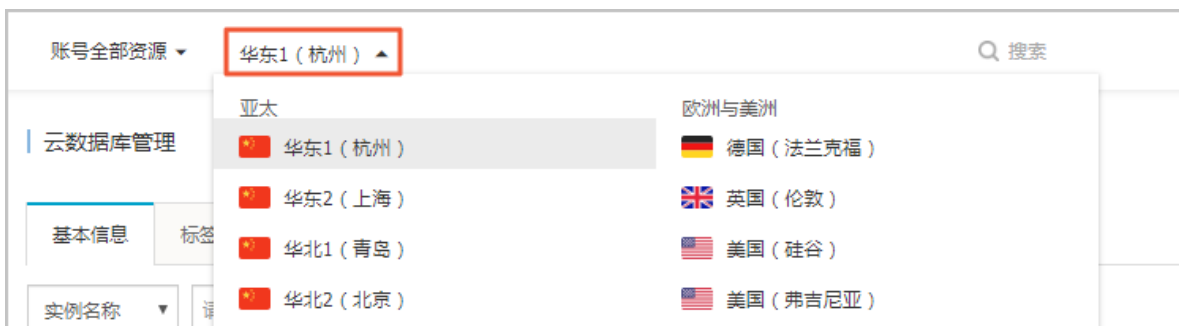 账号全部资源 华东1（杭州） 搜索
亚太 欧洲与美洲
云数据库管理 华东1（杭州） 德国（法兰克福）
华东2（上海） 英国（伦敦）
基本信息 标签 华北1（青岛） 美国（硅谷）
实例名称 请 华北2（北京） 美国（弗吉尼亚）